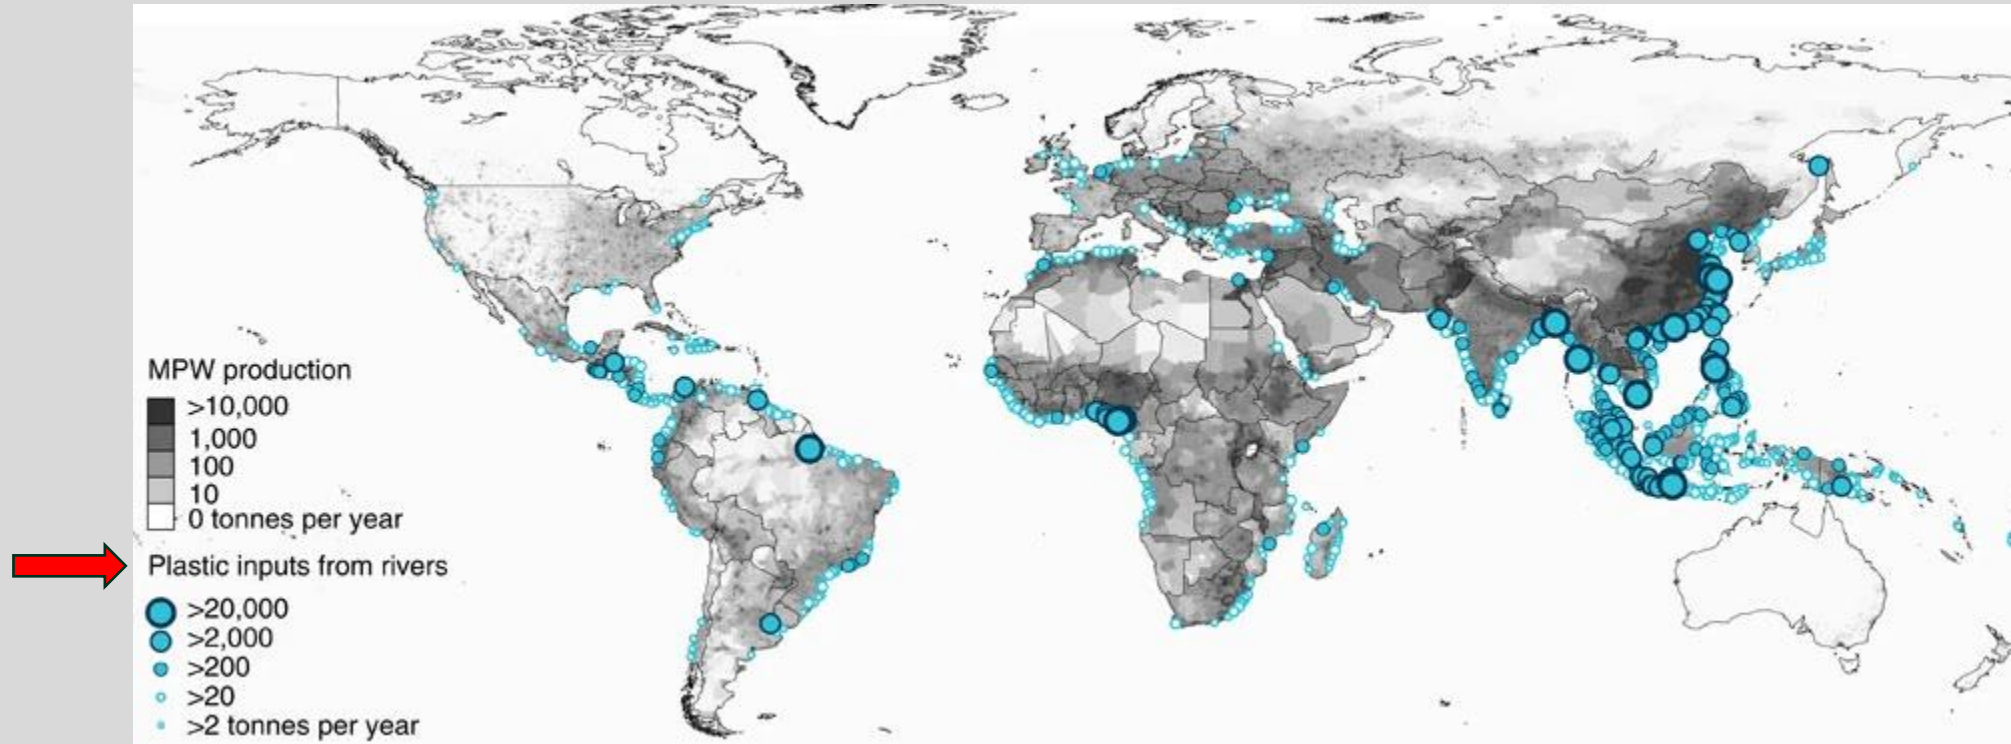 MPW production
>10,000
1,000
100
10
0 tonnes per year
Plastic inputs from rivers
>20,000
>2,000
>200
>20
>2 tonnes per year